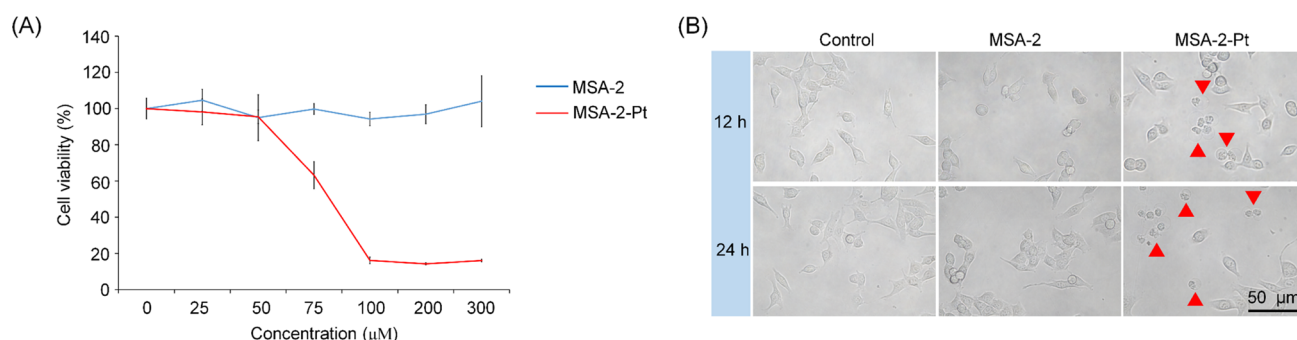 (A)
140
120
100
80
60
40
20
0
Cell viability (%)
0 25 50 75 100 200 300
Concentration (μM)
MSA-2
MSA-2-Pt
(B)
Control MSA-2 MSA-2-Pt
12 h
24 h
50 μm